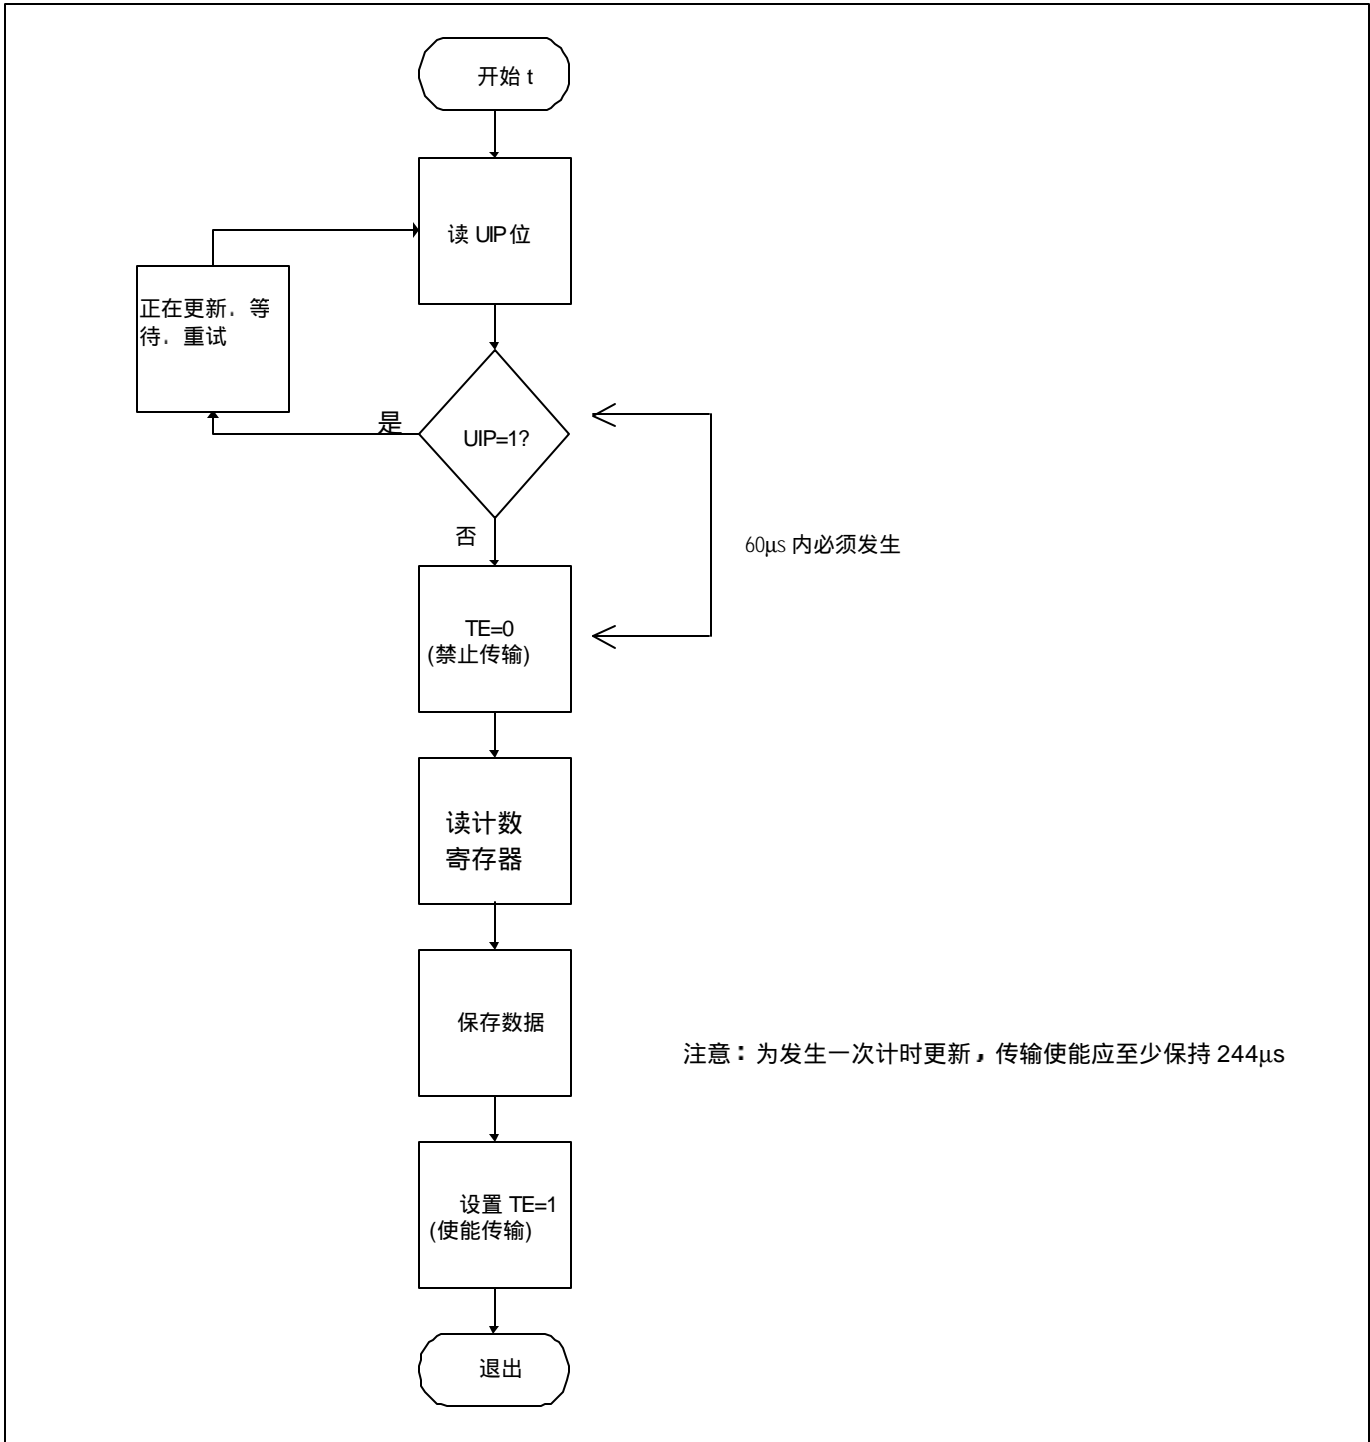 开始 t
读 UIP 位
正在更新. 等
待. 重试
是
UIP=1?
否
60μs 内必须发生
TE=0
(禁止传输)
读计数
寄存器
保存数据
注意：为发生一次计时更新，传输使能应至少保持 244μs
设置 TE=1
(使能传输)
退出